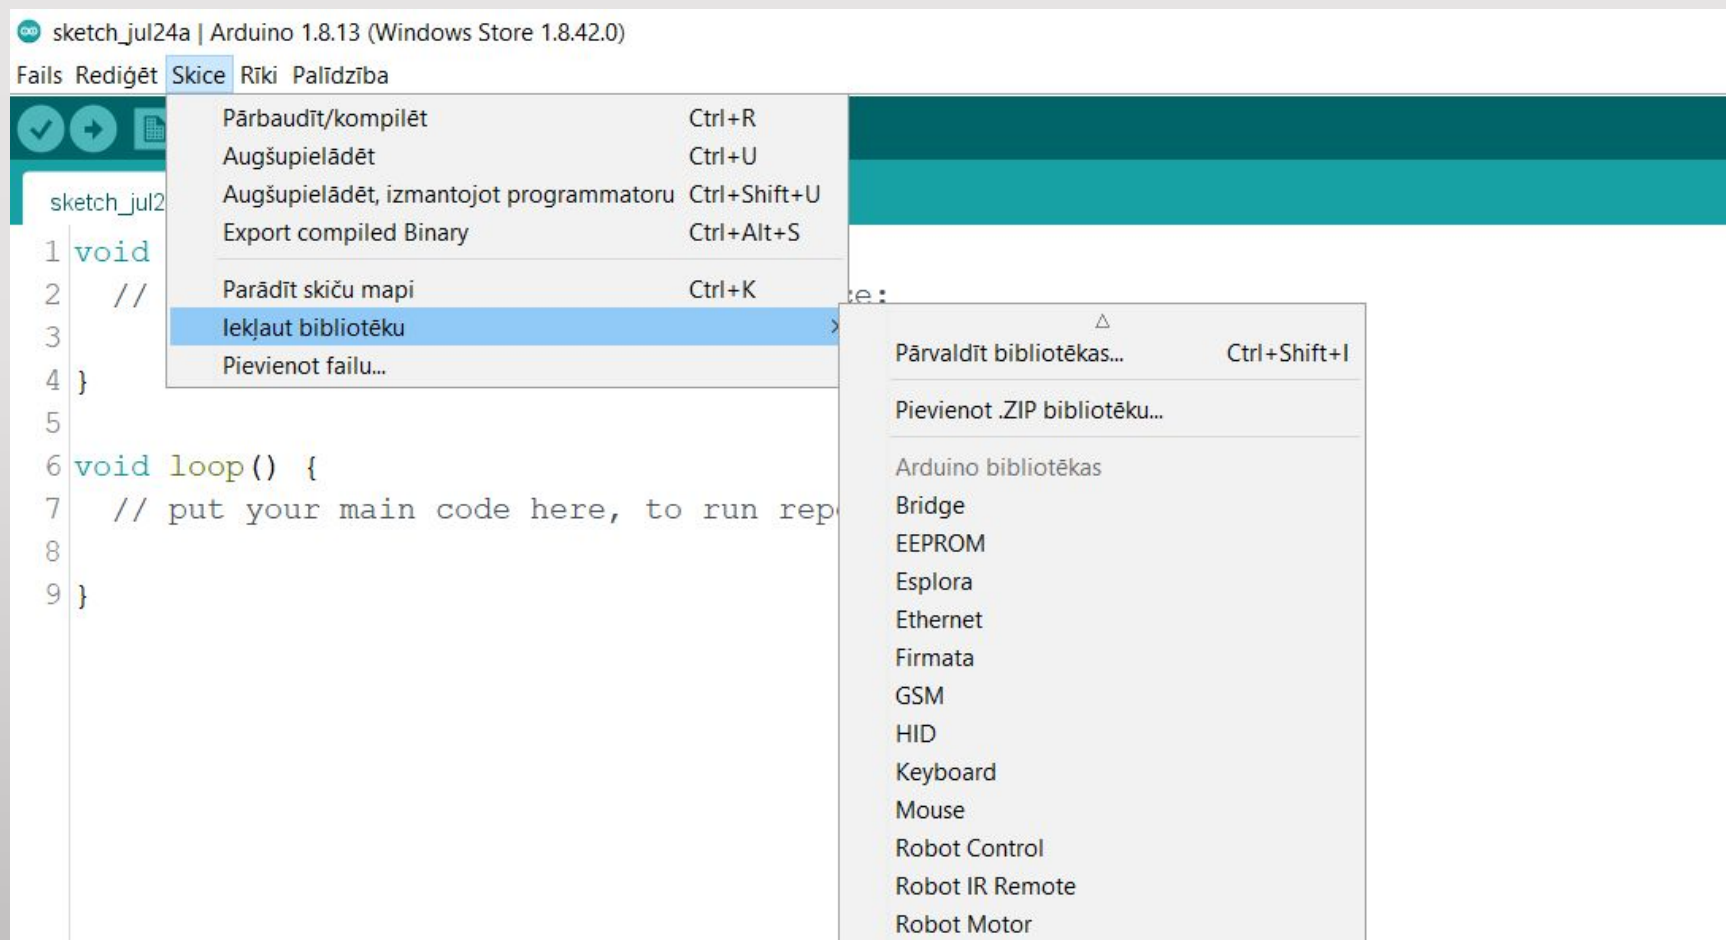 sketch_jul24a | Arduino 1.8.13 (Windows Store 1.8.42.0)
Fails Rediģēt Skice Rīki Palīdzība
Pārbaudīt/kompilēt Ctrl+R
Augšupielādēt Ctrl+U
Augšupielādēt, izmantojot programmatoru Ctrl+Shift+U
Export compiled Binary Ctrl+Alt+S
Parādīt skiču mapi Ctrl+K
Iekļaut bibliotēku
Pievienot failu...
Pārvaldīt bibliotēkas... Ctrl+Shift+I
Pievienot .ZIP bibliotēku...
Arduino bibliotēkas
Bridge
EEPROM
Esplora
Ethernet
Firmata
GSM
HID
Keyboard
Mouse
Robot Control
Robot IR Remote
Robot Motor
sketch_jul2
1 void
2 //
3
4 }
5
6 void loop() {
7 // put your main code here, to run rep
8
9 }